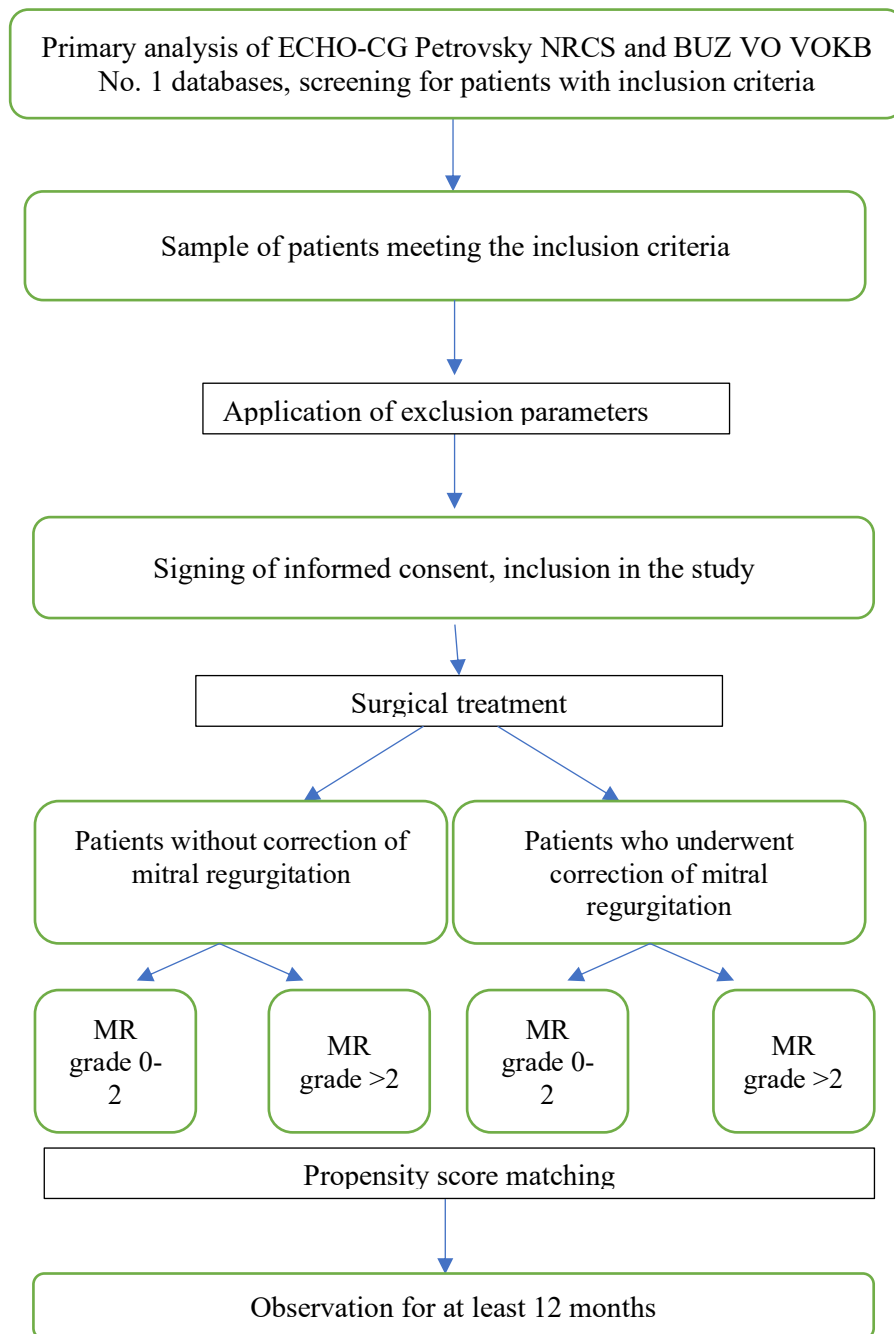 Primary analysis of ECHO-CG Petrovsky NRCS and BUZ VO VOKB
No. 1 databases, screening for patients with inclusion criteria
Sample of patients meeting the inclusion criteria
Application of exclusion parameters
Signing of informed consent, inclusion in the study
Surgical treatment
Patients without correction of
mitral regurgitation
Patients who underwent
correction of mitral
regurgitation
MR
grade 0-
2
MR
grade >2
MR
grade 0-
2
MR
grade >2
Propensity score matching
Observation for at least 12 months